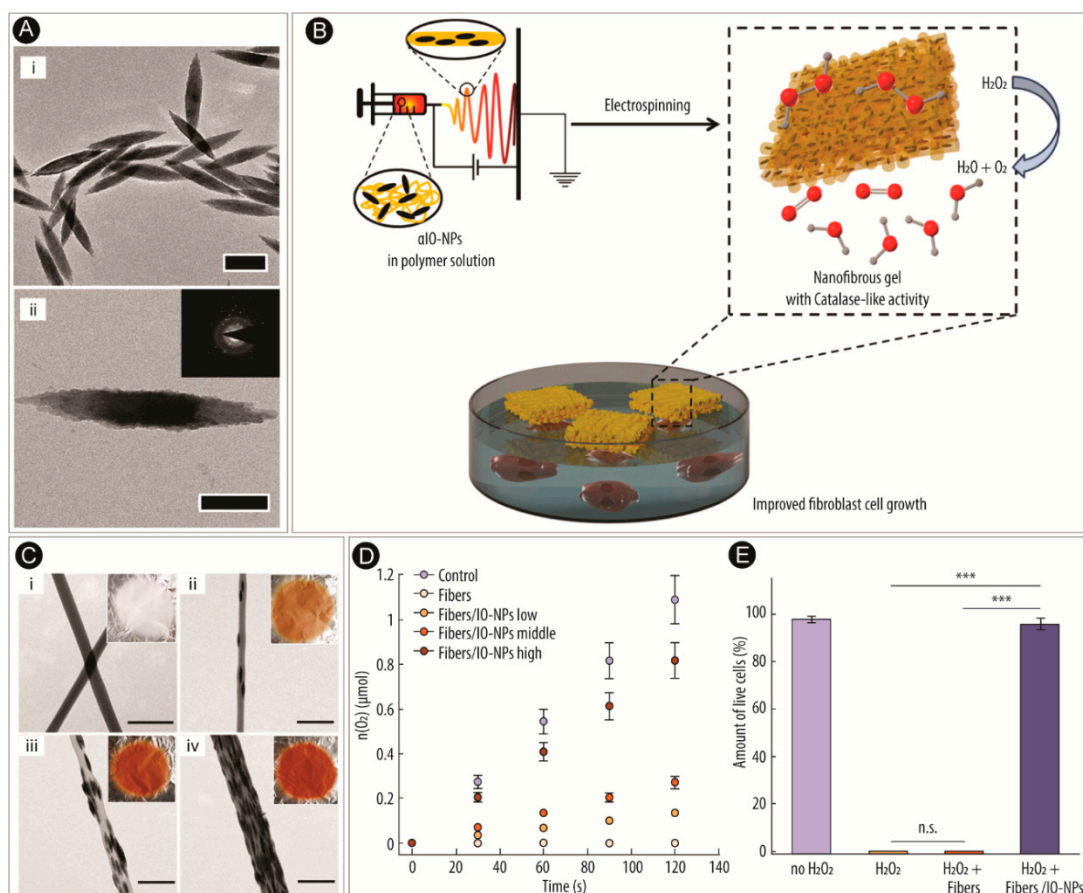 A
i
ii
B
Electrospinning
αIO-NPs
in polymer solution
H₂O₂
H₂O + O₂
Nanofibrous gel
with Catalase-like activity
Improved fibroblast cell growth
C
i
ii
iii
iv
D
Control
Fibers
Fibers/IO-NPs low
Fibers/IO-NPs middle
Fibers/IO-NPs high
n(O₂) (μmol)
1.2
1
0.8
0.6
0.4
0.2
0
0 20 40 60 80 100 120 140
Time (s)
E
Amount of live cells (%)
100
80
60
40
20
0
***
***
n.s.
no H₂O₂
H₂O₂
H₂O₂ +
Fibers
H₂O₂ +
Fibers /IO-NPs